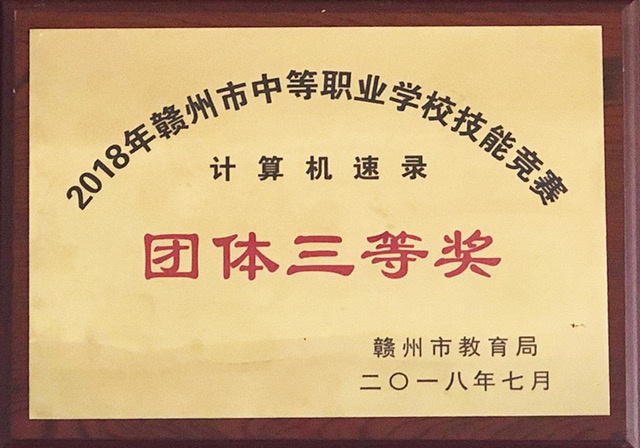 2018年赣州市中等职业学校技能竞赛
计算机速录
团体三等奖
赣州市教育局
二〇一八年七月